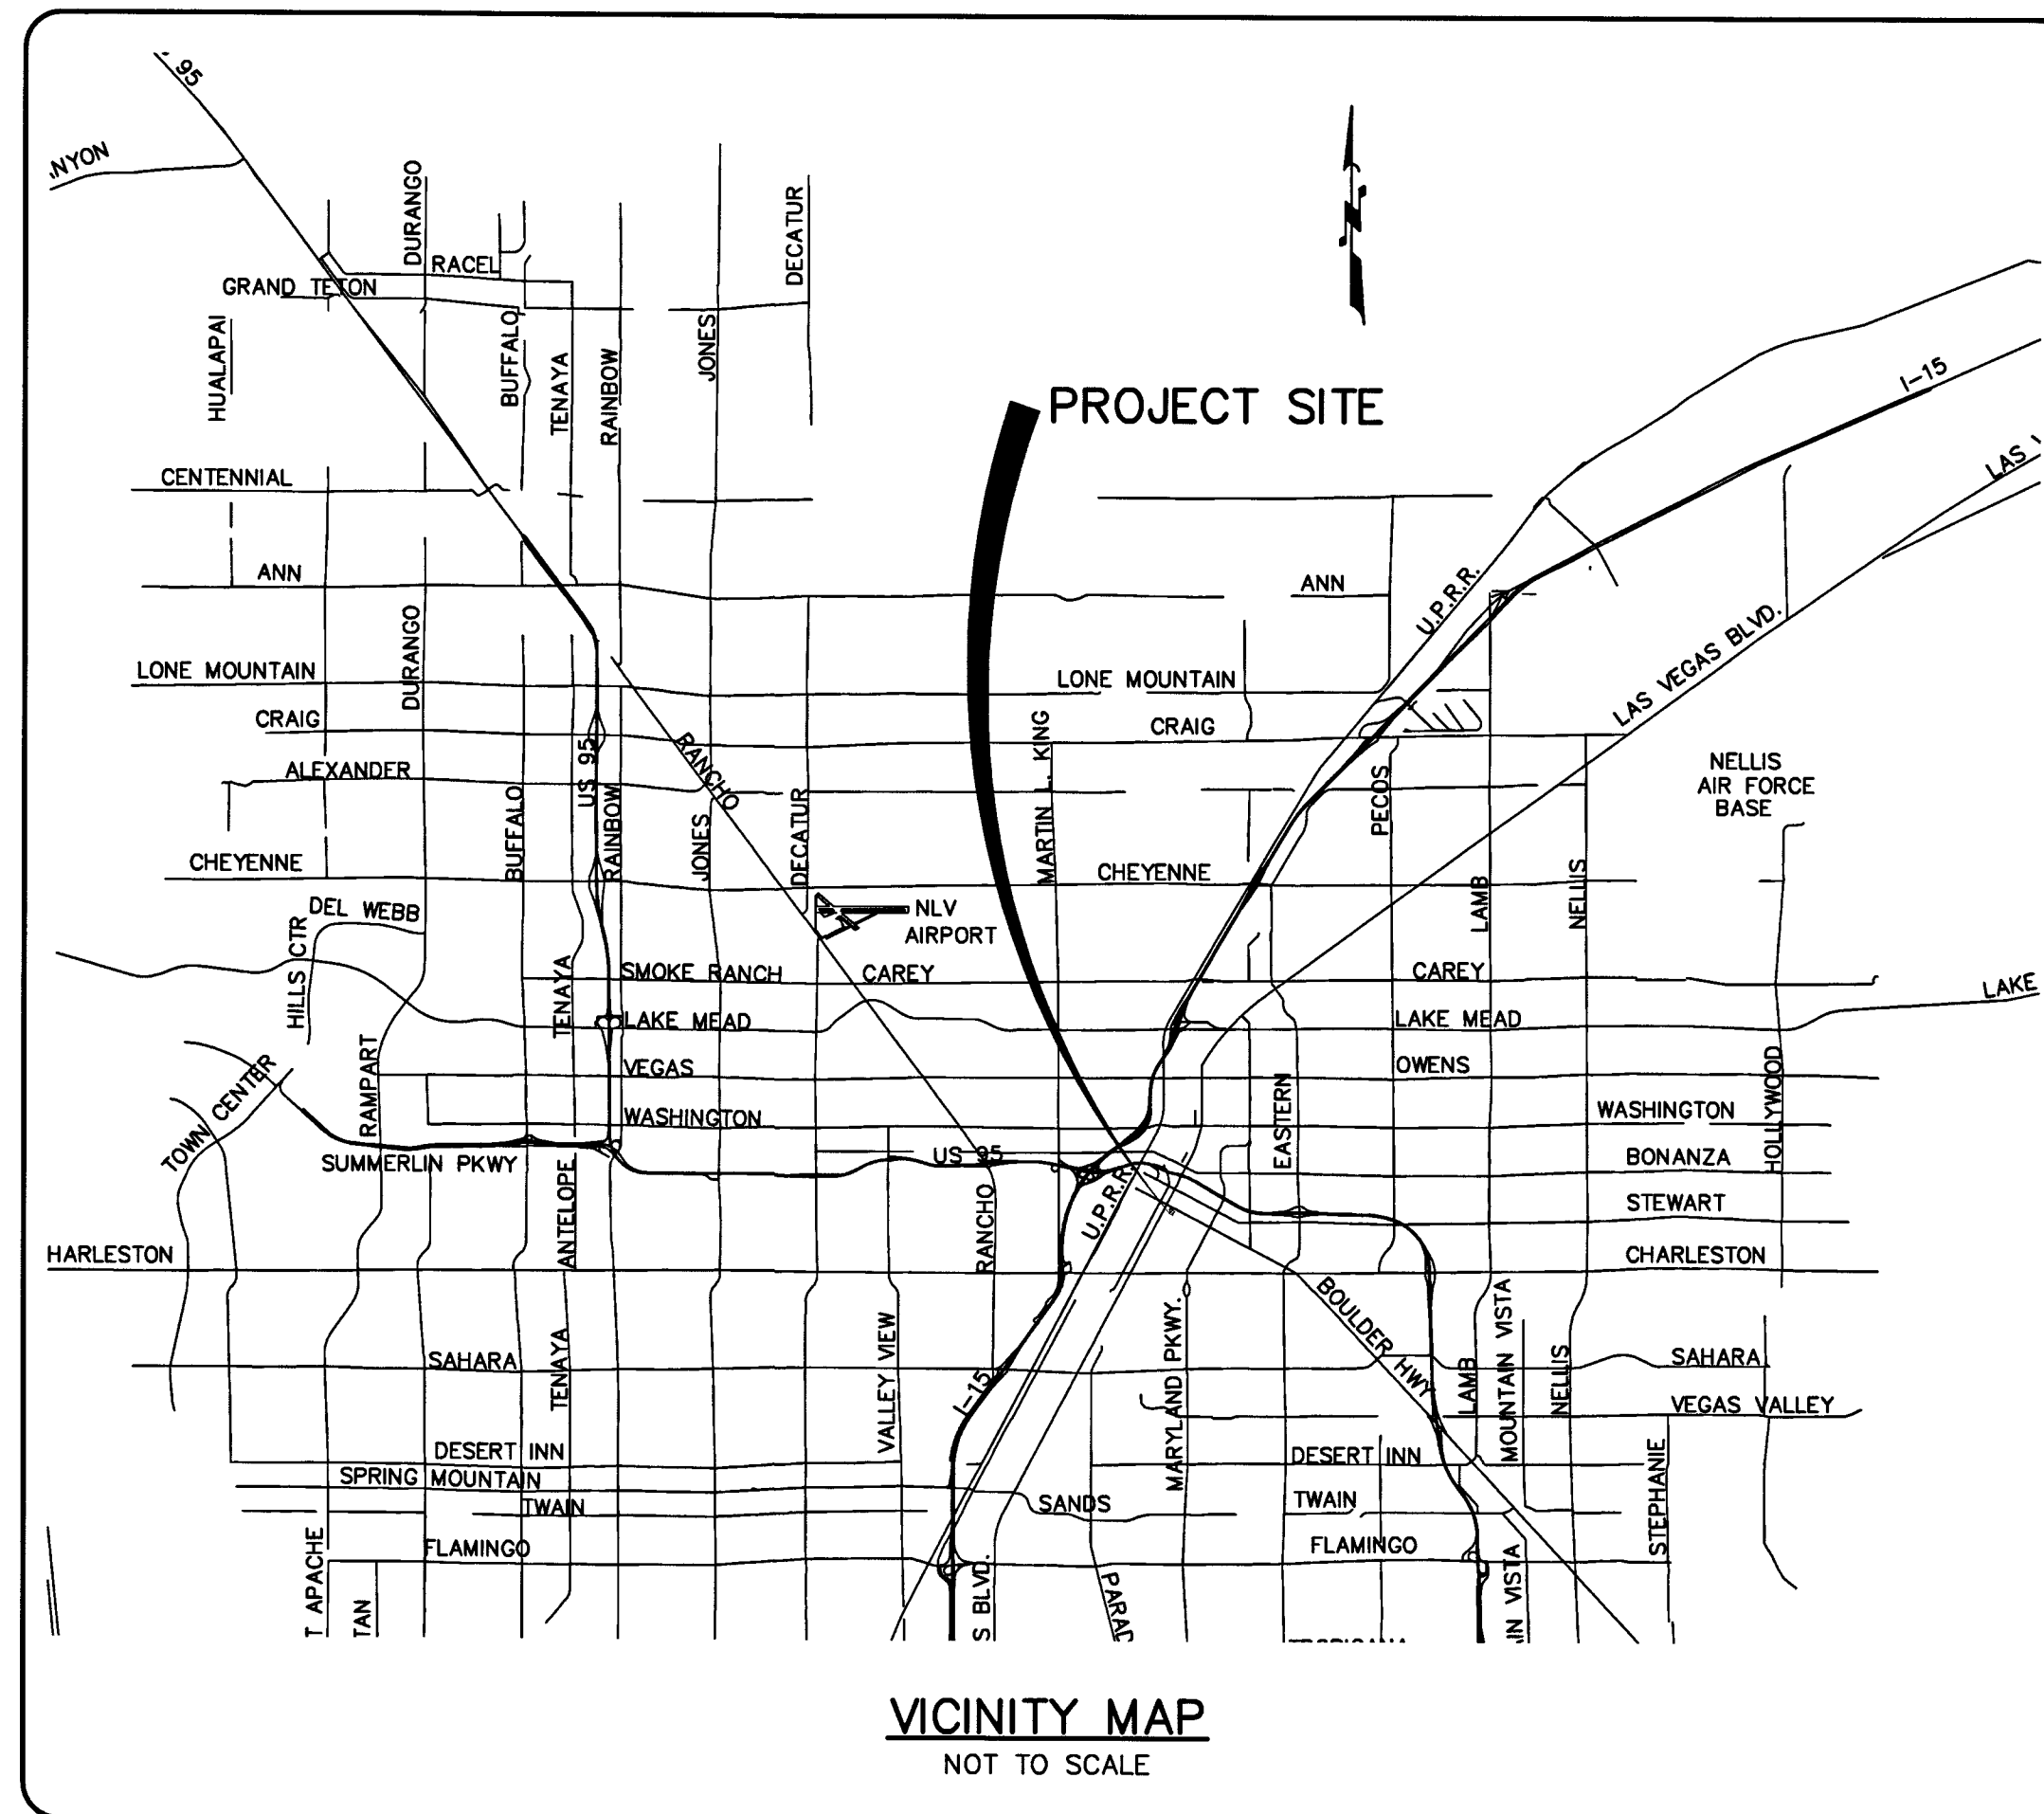 95
NYON
DURANGO
DECATUR
RACEL
GRAND TETON
HUALAPAI
BUFFALO
TENAYA
RAINBOW
JONES
N
PROJECT SITE
I-15
LAS
CENTENNIAL
ANN
ANN
U.P.R.R.
DURANGO
LAS VEGAS BLVD.
LONE MOUNTAIN
LONE MOUNTAIN
CRAIG
CRAIG
RANCHO
MARTIN L. KING
US 95
ALEXANDER
NELLIS
AIR FORCE
BASE
BUFFALO
RAINBOW
JONES
DECATUR
PECOS
CHEYENNE
CHEYENNE
LAMB
NELLIS
DEL WEBB
NLV
AIRPORT
HILLS CTR
TENAYA
SMOKE RANCH
CAREY
CAREY
LAKE
LAKE MEAD
LAKE MEAD
RAMPART
VEGAS
OWENS
HOLLYWOOD
TOWN CENTER
EASTERN
WASHINGTON
WASHINGTON
SUMMERLIN PKWY
US 95
BONANZA
ANTELOPE
RANCHO
U.P.R.R.
STEWART
HARLESTON
CHARLESTON
BOULDER HWY
MOUNTAIN VISTA
VALLEY VIEW
MARYLAND PKWY.
TENAYA
SAHARA
SAHARA
I-15
LAMB
NELLIS
VEGAS VALLEY
DESERT INN
DESERT INN
SPRING MOUNTAIN
STEPHANIE
TWAIN
SANDS
TWAIN
FLAMINGO
FLAMINGO
T APACHE
TAN
S BLVD.
PARAD
IN VISTA
VICINITY MAP
NOT TO SCALE